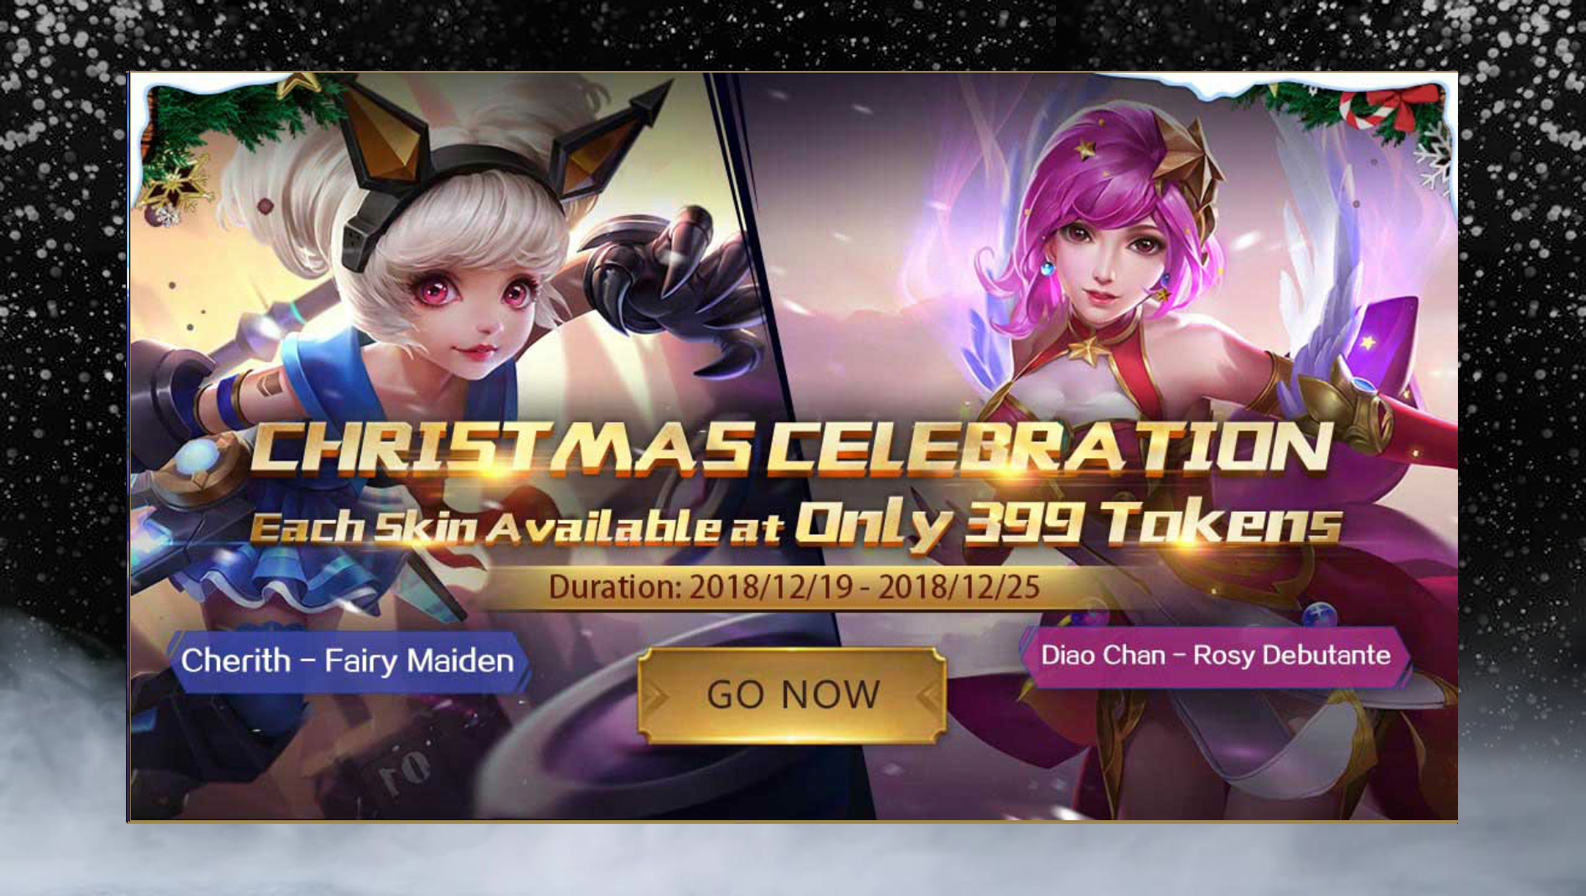 CHRISTMAS CELEBRATION
Each Skin Available at Only 399 Tokens
Duration: 2018/12/19 - 2018/12/25
Cherith - Fairy Maiden
Diao Chan - Rosy Debutante
GO NOW
10